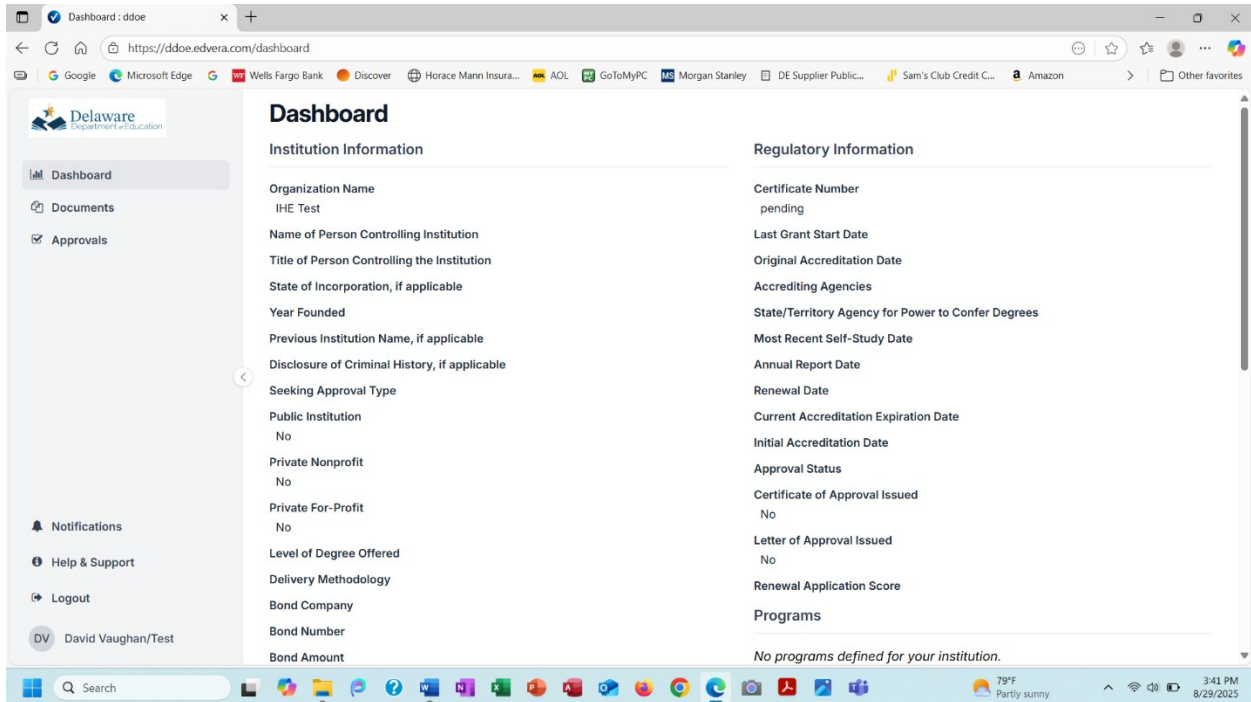 Dashboard : ddoe
https://ddoe.edvera.com/dashboard
Google
Microsoft Edge
G
WF Wells Fargo Bank
Discover
Horace Mann Insura...
AOL
GoToMyPC
MS Morgan Stanley
DE Supplier Public...
Sam's Club Credit C...
Amazon
Other favorites
Delaware
Department of Education
Dashboard
Documents
Approvals
Notifications
Help & Support
Logout
DV David Vaughan/Test
Dashboard
Institution Information
Organization Name
IHE Test
Name of Person Controlling Institution
Title of Person Controlling the Institution
State of Incorporation, if applicable
Year Founded
Previous Institution Name, if applicable
Disclosure of Criminal History, if applicable
Seeking Approval Type
Public Institution
No
Private Nonprofit
No
Private For-Profit
No
Level of Degree Offered
Delivery Methodology
Bond Company
Bond Number
Bond Amount
Regulatory Information
Certificate Number
pending
Last Grant Start Date
Original Accreditation Date
Accrediting Agencies
State/Territory Agency for Power to Confer Degrees
Most Recent Self-Study Date
Annual Report Date
Renewal Date
Current Accreditation Expiration Date
Initial Accreditation Date
Approval Status
Certificate of Approval Issued
No
Letter of Approval Issued
No
Renewal Application Score
Programs
No programs defined for your institution.
Search
79°F
Partly sunny
3:41 PM
8/29/2025